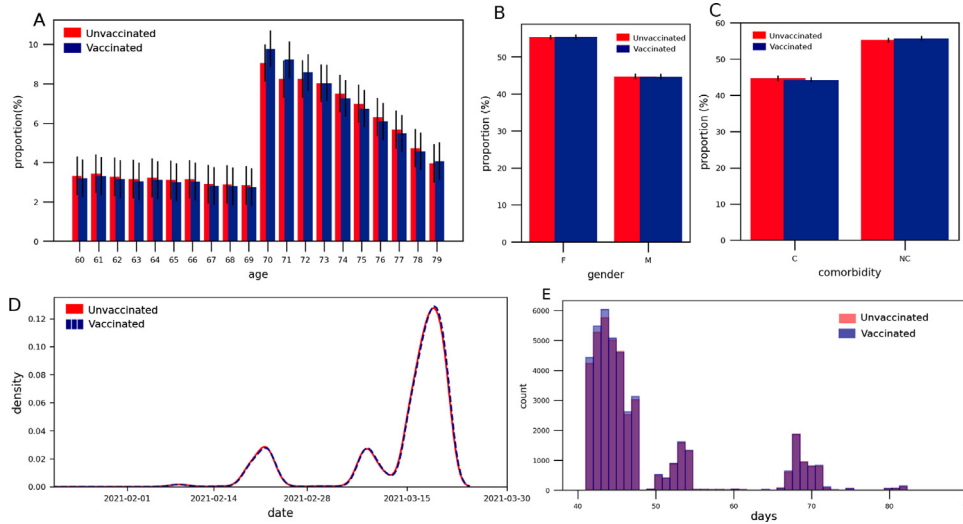 A
Unvaccinated
Vaccinated
proportion(%)
10
8
6
4
2
0
60 61 62 63 64 65 66 67 68 69 70 71 72 73 74 75 76 77 78 79
age
B
Unvaccinated
Vaccinated
proportion (%)
50
40
30
20
10
0
F M
gender
C
Unvaccinated
Vaccinated
proportion (%)
60
50
40
30
20
10
0
C NC
comorbidity
D
Unvaccinated
Vaccinated
density
0.12
0.10
0.08
0.06
0.04
0.02
0.00
2021-02-01 2021-02-14 2021-02-28 2021-03-15 2021-03-30
date
E
Unvaccinated
Vaccinated
count
6000
5000
4000
3000
2000
1000
0
40 50 60 70 80
days